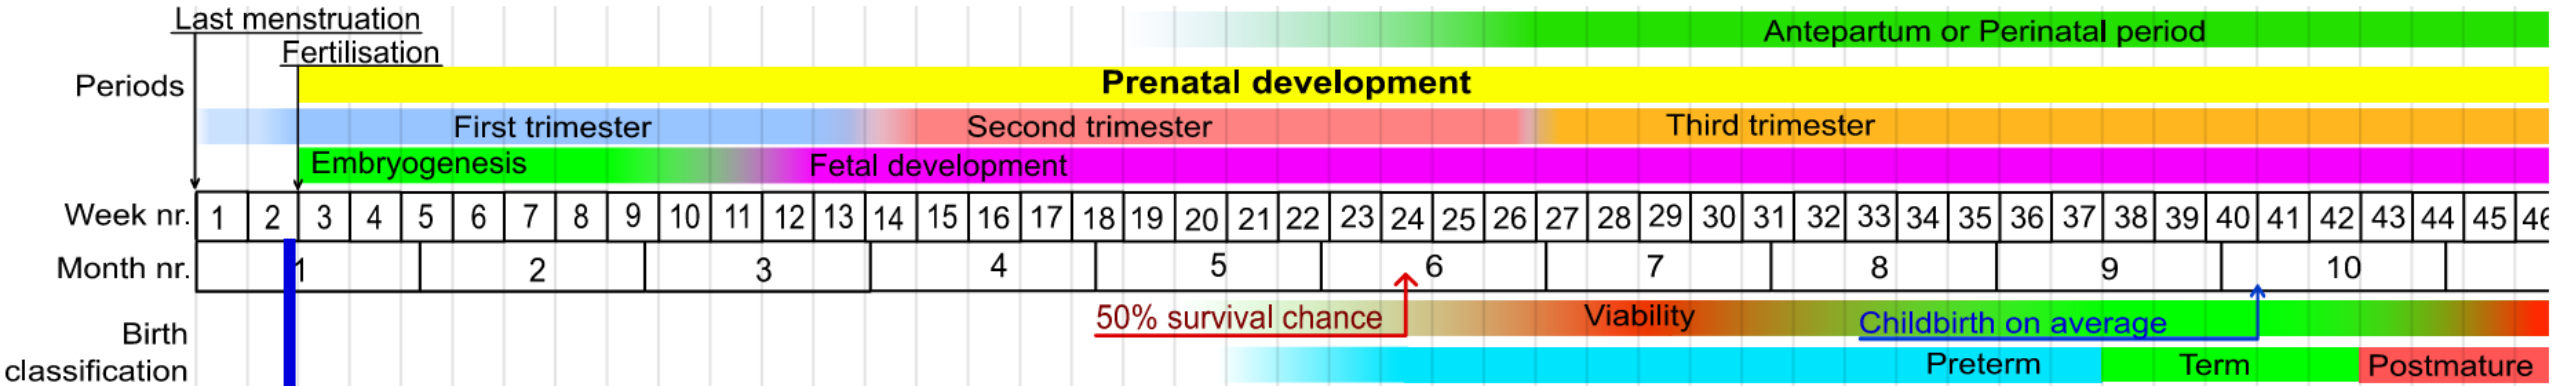 Last menstruation
Antepartum or Perinatal period
Fertilisation
Periods
Prenatal development
First trimester Second trimester Third trimester
Embryogenesis Fetal development
Week nr. 1 2 3 4 5 6 7 8 9 10 11 12 13 14 15 16 17 18 19 20 21 22 23 24 25 26 27 28 29 30 31 32 33 34 35 36 37 38 39 40 41 42 43 44 45 46
Month nr. 1 2 3 4 5 6 7 8 9 10
50% survival chance Viability Childbirth on average
Birth
classification
Preterm Term Postmature